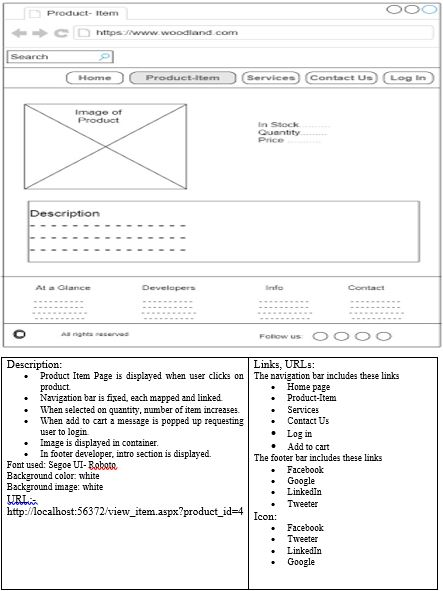 Product- Item
https://www.woodland.com
Search
Home
Product-Item
Services
Contact Us
Log In
Image of
Product
In Stock..........
Quantity.........
Price ............
Description
At a Glance
Developers
Info
Contact
All rights reserved
Follow us:
Description:
• Product Item Page is displayed when user clicks on
product.
• Navigation bar is fixed, each mapped and linked.
• When selected on quantity, number of item increases.
• When add to cart a message is popped up requesting
user to login.
• Image is displayed in container.
• In footer developer, intro section is displayed.
Font used: Segoe UI- Roboto
Background color: white
Background image: white
URL:-
http://localhost:56372/view_item.aspx?product_id=4
Links, URLs:
The navigation bar includes these links
• Home page
• Product-Item
• Services
• Contact Us
• Log in
• Add to cart
The footer bar includes these links
• Facebook
• Google
• LinkedIn
• Tweeter
Icon:
• Facebook
• Tweeter
• LinkedIn
• Google